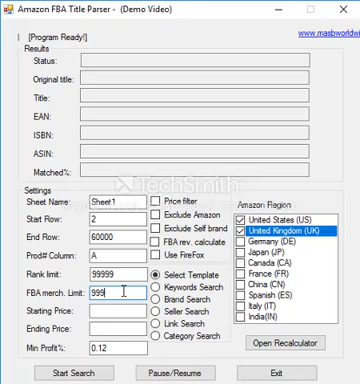 Amazon FBA Title Parser - (Demo Video)
| [Program Ready!] www.masbworldwi
Results
Status:
Original title:
Title:
EAN:
ISBN:
ASIN:
Matched%:
TechSmith
Settings
Sheet Name: Sheet1
Start Row: 2
End Row: 60000
Prod# Column: A
Rank limit: 99999
FBA merch. Limit: 999
Starting Price:
Ending Price:
Min Profit%: 0.12
Price filter
Exclude Amazon
Exclude Self brand
FBA rev. calculate
Use FireFox
Select Template
Keywords Search
Brand Search
Seller Search
Link Search
Category Search
Amazon Region
United States (US)
United Kingdom (UK)
Germany (DE)
Japan (JP)
Canada (CA)
France (FR)
China (CN)
Spanish (ES)
Italy (IT)
India(IN)
Open Recalculator
Start Search Pause/Resume Exit